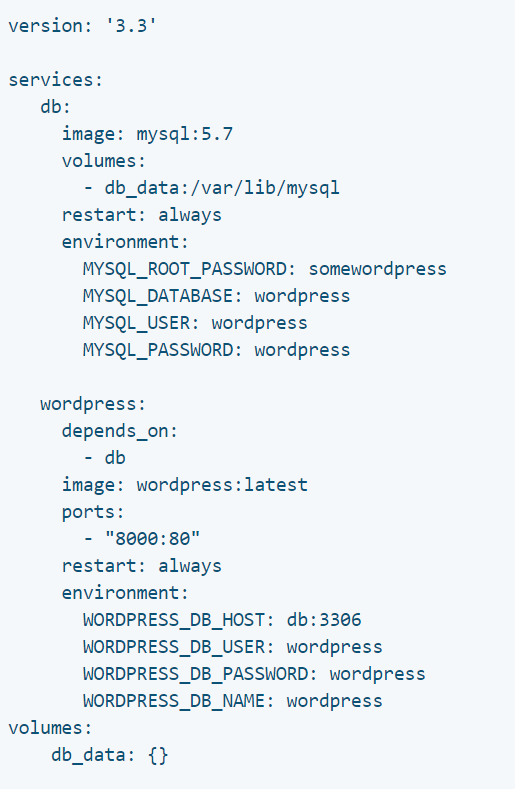 version: '3.3'

services:
   db:
     image: mysql:5.7
     volumes:
       - db_data:/var/lib/mysql
     restart: always
     environment:
       MYSQL_ROOT_PASSWORD: somewordpress
       MYSQL_DATABASE: wordpress
       MYSQL_USER: wordpress
       MYSQL_PASSWORD: wordpress

   wordpress:
     depends_on:
       - db
     image: wordpress:latest
     ports:
       - "8000:80"
     restart: always
     environment:
       WORDPRESS_DB_HOST: db:3306
       WORDPRESS_DB_USER: wordpress
       WORDPRESS_DB_PASSWORD: wordpress
       WORDPRESS_DB_NAME: wordpress
volumes:
    db_data: {}